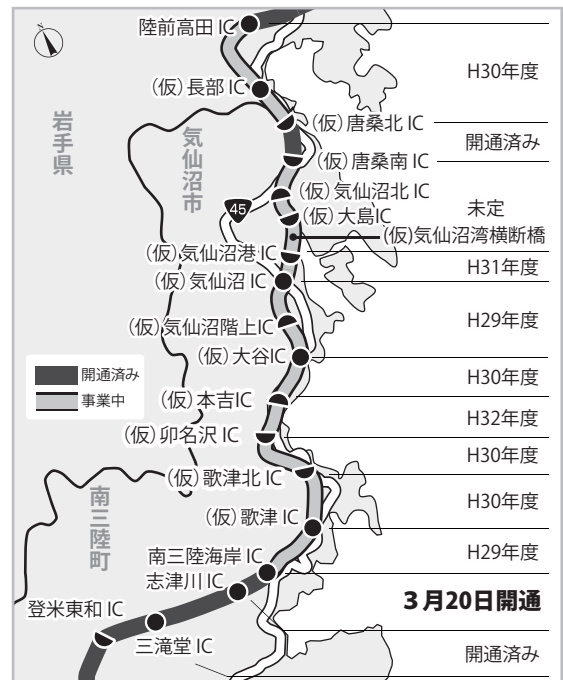 N
陸前高田 IC
H30年度
（仮）長部 IC
（仮）唐桑北 IC
開通済み
（仮）唐桑南 IC
岩手県
気仙沼市
（仮）気仙沼北 IC
45
（仮）大島IC
未定
（仮）気仙沼湾横断橋
（仮）気仙沼港 IC
H31年度
（仮）気仙沼 IC
H29年度
（仮）気仙沼階上IC
（仮）大谷IC
開通済み
事業中
H30年度
（仮）本吉IC
H32年度
（仮）卯名沢 IC
H30年度
（仮）歌津北 IC
H30年度
南三陸町
（仮）歌津 IC
H29年度
南三陸海岸 IC
志津川 IC
３月20日開通
登米東和 IC
三滝堂 IC
開通済み